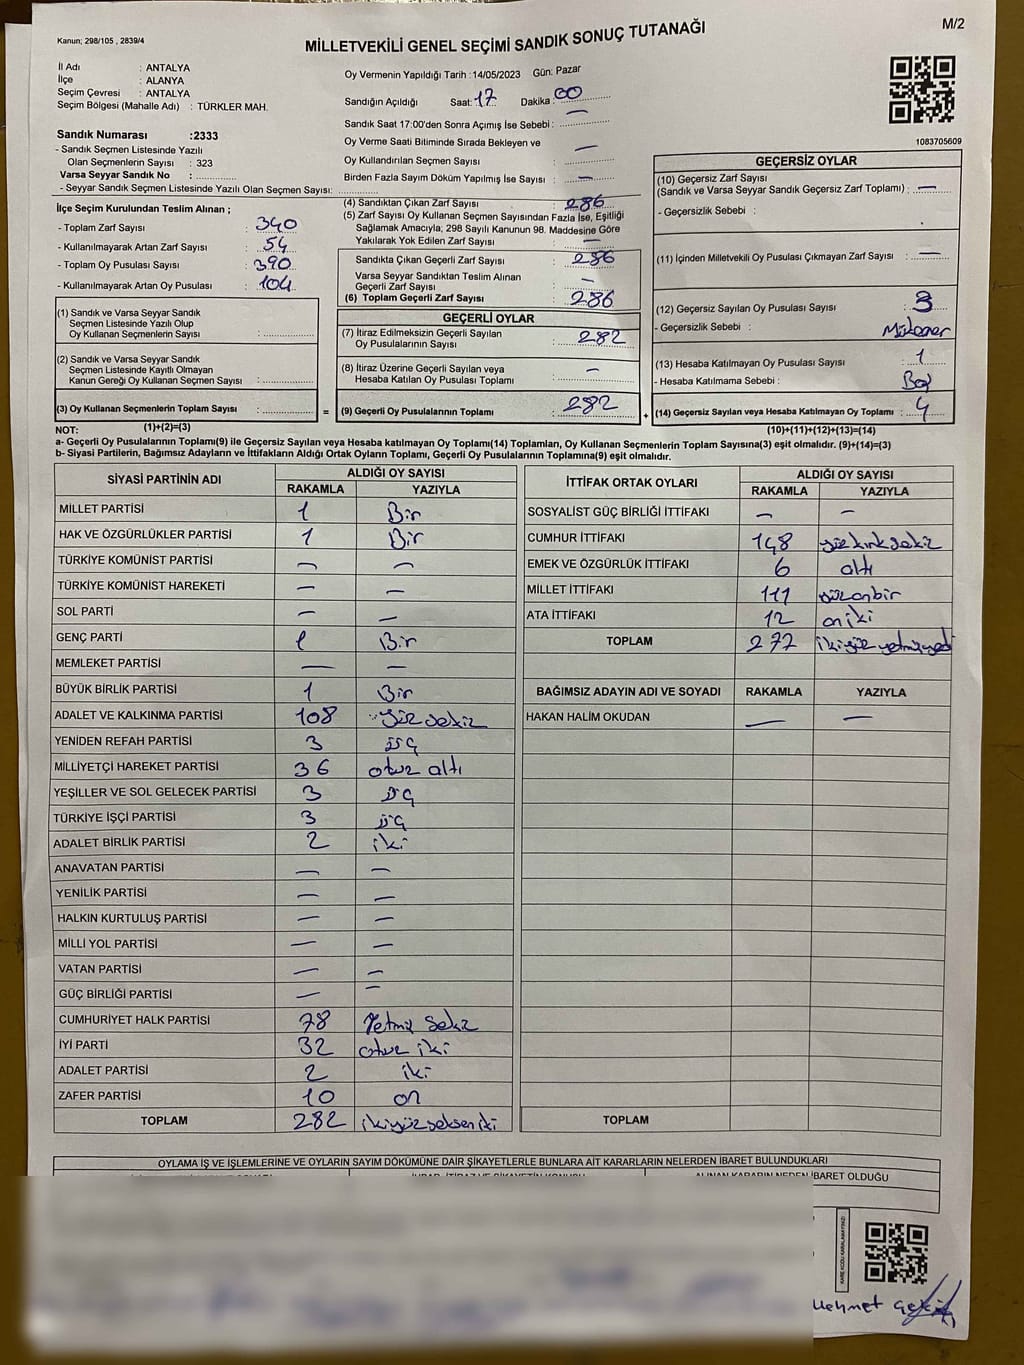 M/2
Kanun; 298/105 , 2839/4
MİLLETVEKİLİ GENEL SEÇİMİ SANDIK SONUÇ TUTANAĞI
İl Adı : ANTALYA
İlçe : ALANYA
Seçim Çevresi : ANTALYA
Seçim Bölgesi (Mahalle Adı) : TÜRKLER MAH.
Sandık Numarası :2333
- Sandık Seçmen Listesinde Yazılı
Olan Seçmenlerin Sayısı : 323
Varsa Seyyar Sandık No :
- Seyyar Sandık Seçmen Listesinde Yazılı Olan Seçmen Sayısı:
Oy Vermenin Yapıldığı Tarih : 14/05/2023 Gün: Pazar
Sandığın Açıldığı Saat: 17 Dakika : 00
Sandık Saat 17:00'den Sonra Açımış İse Sebebi : —
Oy Verme Saati Bitiminde Sırada Bekleyen ve
Oy Kullandırılan Seçmen Sayısı : —
Birden Fazla Sayım Döküm Yapılmış İse Sayısı : —
1083705609
İlçe Seçim Kurulundan Teslim Alınan ;
- Toplam Zarf Sayısı : 340
- Kullanılmayarak Artan Zarf Sayısı : 54
- Toplam Oy Pusulası Sayısı : 390
- Kullanılmayarak Artan Oy Pusulası : 104
(1) Sandık ve Varsa Seyyar Sandık
Seçmen Listesinde Yazılı Olup
Oy Kullanan Seçmenlerin Sayısı :
(2) Sandık ve Varsa Seyyar Sandık
Seçmen Listesinde Kayıtlı Olmayan
Kanun Gereği Oy Kullanan Seçmen Sayısı :
(3) Oy Kullanan Seçmenlerin Toplam Sayısı :
(4) Sandıktan Çıkan Zarf Sayısı : 286
(5) Zarf Sayısı Oy Kullanan Seçmen Sayısından Fazla İse, Eşitliği
Sağlamak Amacıyla; 298 Sayılı Kanunun 98. Maddesine Göre
Yakılarak Yok Edilen Zarf Sayısı : —
Sandıkta Çıkan Geçerli Zarf Sayısı : 286
Varsa Seyyar Sandıktan Teslim Alınan
Geçerli Zarf Sayısı : —
(6) Toplam Geçerli Zarf Sayısı : 286
GEÇERLİ OYLAR
(7) İtiraz Edilmeksizin Geçerli Sayılan
Oy Pusulalarının Sayısı : 282
(8) İtiraz Üzerine Geçerli Sayılan veya
Hesaba Katılan Oy Pusulası Toplamı : —
= (9) Geçerli Oy Pusulalarının Toplamı : 282
GEÇERSİZ OYLAR
(10) Geçersiz Zarf Sayısı
(Sandık ve Varsa Seyyar Sandık Geçersiz Zarf Toplamı) : —
- Geçersizlik Sebebi :
(11) İçinden Milletvekili Oy Pusulası Çıkmayan Zarf Sayısı : —
(12) Geçersiz Sayılan Oy Pusulası Sayısı : 3
- Geçersizlik Sebebi :
(13) Hesaba Katılmayan Oy Pusulası Sayısı : 1
- Hesaba Katılmama Sebebi : Boş
+ (14) Geçersiz Sayılan veya Hesaba Katılmayan Oy Toplamı : 4
NOT: (1)+(2)=(3) (10)+(11)+(12)+(13)=(14)
a- Geçerli Oy Pusulalarının Toplamı(9) ile Geçersiz Sayılan veya Hesaba katılmayan Oy Toplamı(14) Toplamları, Oy Kullanan Seçmenlerin Toplam Sayısına(3) eşit olmalıdır. (9)+(14)=(3)
b- Siyasi Partilerin, Bağımsız Adayların ve İttifakların Aldığı Ortak Oyların Toplamı, Geçerli Oy Pusulalarının Toplamına(9) eşit olmalıdır.
SİYASİ PARTİNİN ADI ALDIĞI OY SAYISI
RAKAMLA YAZIYLA
MİLLET PARTİSİ 1 Bir
HAK VE ÖZGÜRLÜKLER PARTİSİ 1 Bir
TÜRKİYE KOMÜNİST PARTİSİ — —
TÜRKİYE KOMÜNİST HAREKETİ — —
SOL PARTİ — —
GENÇ PARTİ 1 Bir
MEMLEKET PARTİSİ — —
BÜYÜK BİRLİK PARTİSİ 1 Bir
ADALET VE KALKINMA PARTİSİ 108 yüz sekiz
YENİDEN REFAH PARTİSİ 3 üç
MİLLİYETÇİ HAREKET PARTİSİ 36 otuz altı
YEŞİLLER VE SOL GELECEK PARTİSİ 3 üç
TÜRKİYE İŞÇİ PARTİSİ 3 üç
ADALET BİRLİK PARTİSİ 2 iki
ANAVATAN PARTİSİ — —
YENİLİK PARTİSİ — —
HALKIN KURTULUŞ PARTİSİ — —
MİLLİ YOL PARTİSİ — —
VATAN PARTİSİ — —
GÜÇ BİRLİĞİ PARTİSİ — —
CUMHURİYET HALK PARTİSİ 78 Yetmiş Sekiz
İYİ PARTİ 32 otuz iki
ADALET PARTİSİ 2 iki
ZAFER PARTİSİ 10 on
TOPLAM 282 ikiyüz seksen iki
İTTİFAK ORTAK OYLARI ALDIĞI OY SAYISI
RAKAMLA YAZIYLA
SOSYALİST GÜÇ BİRLİĞİ İTTİFAKI — —
CUMHUR İTTİFAKI 148 yüz kırk sekiz
EMEK VE ÖZGÜRLÜK İTTİFAKI 6 altı
MİLLET İTTİFAKI 111 yüzonbir
ATA İTTİFAKI 12 oniki
TOPLAM 277 ikiyüz yetmiş yedi
BAĞIMSIZ ADAYIN ADI VE SOYADI RAKAMLA YAZIYLA
HAKAN HALİM OKUDAN — —
TOPLAM
OYLAMA İŞ VE İŞLEMLERİNE VE OYLARIN SAYIM DÖKÜMÜNE DAİR ŞİKAYETLERLE BUNLARA AİT KARARLARIN NELERDEN İBARET BULUNDUKLARI
ALINAN KARARIN NEDEN İBARET OLDUĞU
Mehmet